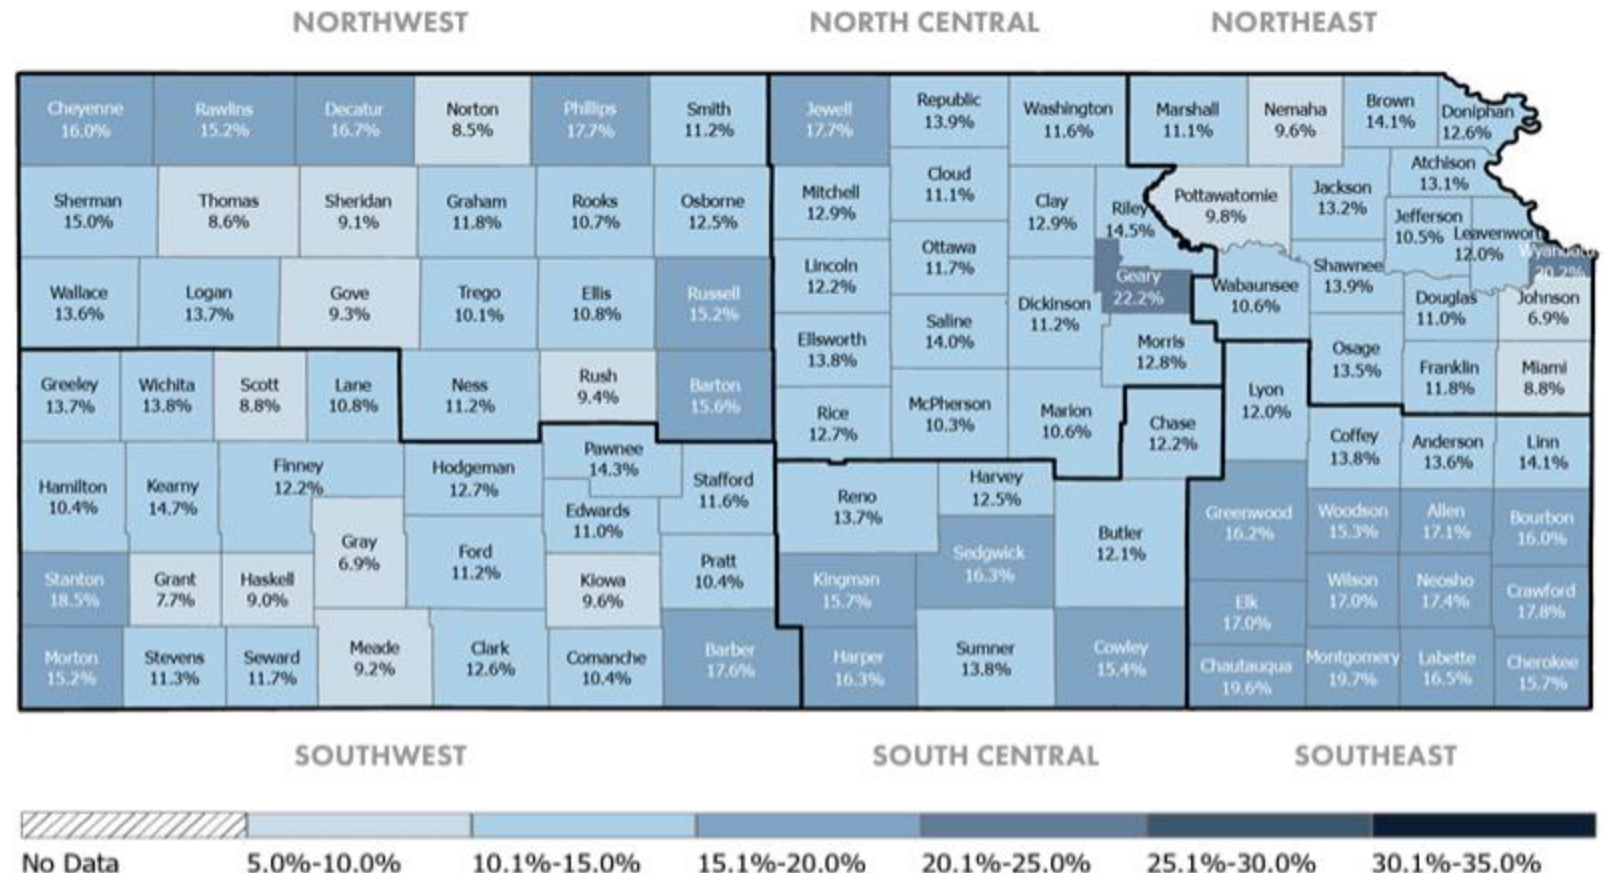 NORTHWEST
NORTH CENTRAL
NORTHEAST
Cheyenne
16.0%
Rawlins
15.2%
Decatur
16.7%
Norton
8.5%
Phillips
17.7%
Smith
11.2%
Jewell
17.7%
Republic
13.9%
Washington
11.6%
Marshall
11.1%
Nemaha
9.6%
Brown
14.1%
Doniphan
12.6%
Sherman
15.0%
Thomas
8.6%
Sheridan
9.1%
Graham
11.8%
Rooks
10.7%
Osborne
12.5%
Mitchell
12.9%
Cloud
11.1%
Clay
12.9%
Riley
14.5%
Pottawatomie
9.8%
Jackson
13.2%
Atchison
13.1%
Jefferson
10.5%
Leavenworth
12.0%
Wyandotte
20.2%
Wallace
13.6%
Logan
13.7%
Gove
9.3%
Trego
10.1%
Ellis
10.8%
Russell
15.2%
Lincoln
12.2%
Ottawa
11.7%
Dickinson
11.2%
Geary
22.2%
Wabaunsee
10.6%
Shawnee
13.9%
Douglas
11.0%
Johnson
6.9%
Ellsworth
13.8%
Saline
14.0%
Morris
12.8%
Osage
13.5%
Franklin
11.8%
Miami
8.8%
Greeley
13.7%
Wichita
13.8%
Scott
8.8%
Lane
10.8%
Ness
11.2%
Rush
9.4%
Barton
15.6%
Rice
12.7%
McPherson
10.3%
Marion
10.6%
Chase
12.2%
Lyon
12.0%
Coffey
13.8%
Anderson
13.6%
Linn
14.1%
Hamilton
10.4%
Kearny
14.7%
Finney
12.2%
Hodgeman
12.7%
Pawnee
14.3%
Stafford
11.6%
Edwards
11.0%
Reno
13.7%
Harvey
12.5%
Butler
12.1%
Greenwood
16.2%
Woodson
15.3%
Allen
17.1%
Bourbon
16.0%
Gray
6.9%
Ford
11.2%
Pratt
10.4%
Sedgwick
16.3%
Stanton
18.5%
Grant
7.7%
Haskell
9.0%
Kiowa
9.6%
Kingman
15.7%
Elk
17.0%
Wilson
17.0%
Neosho
17.4%
Crawford
17.8%
Morton
15.2%
Stevens
11.3%
Seward
11.7%
Meade
9.2%
Clark
12.6%
Comanche
10.4%
Barber
17.6%
Harper
16.3%
Sumner
13.8%
Cowley
15.4%
Chautauqua
19.6%
Montgomery
19.7%
Labette
16.5%
Cherokee
15.7%
SOUTHWEST
SOUTH CENTRAL
SOUTHEAST
No Data
5.0%-10.0%
10.1%-15.0%
15.1%-20.0%
20.1%-25.0%
25.1%-30.0%
30.1%-35.0%